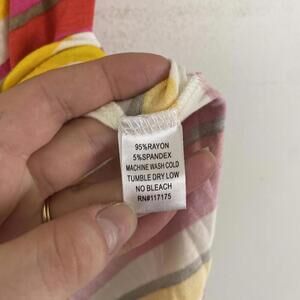 95%RAYON
5%SPANDEX
MACHINE WASH COLD
TUMBLE DRY LOW
NO BLEACH
RN#117175